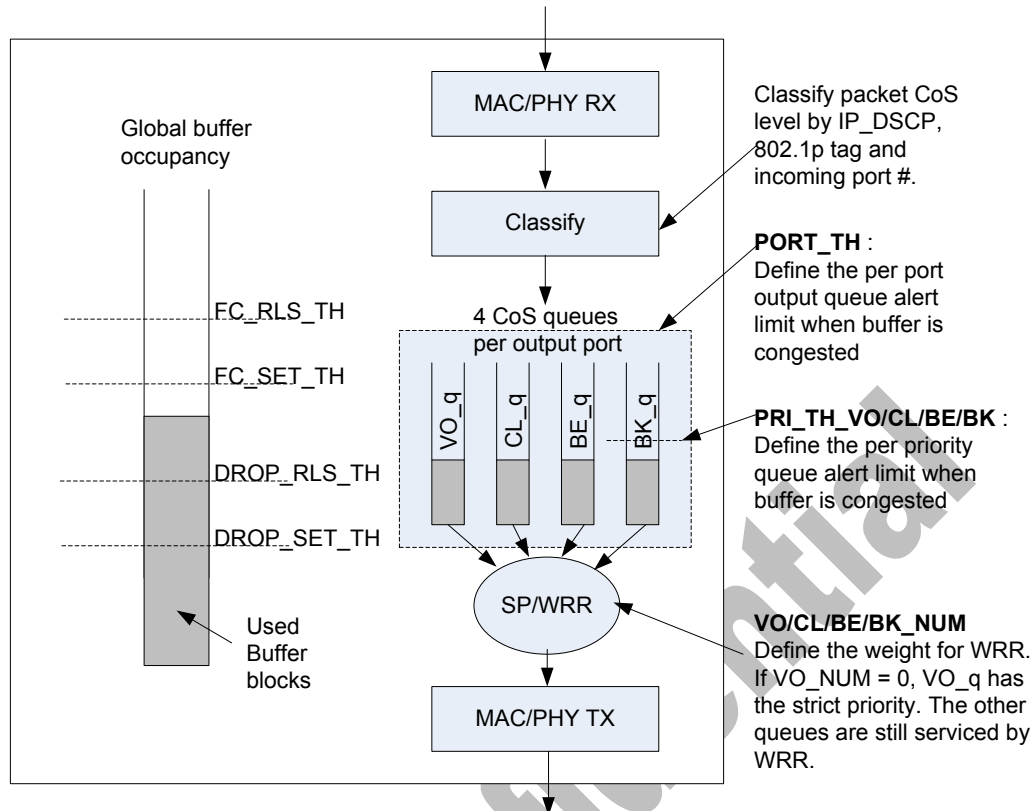 MAC/PHY RX
Global buffer
occupancy
Classify packet CoS
level by IP_DSCP,
802.1p tag and
incoming port #.
Classify
PORT_TH :
Define the per port
output queue alert
limit when buffer is
congested
FC_RLS_TH
4 CoS queues
per output port
FC_SET_TH
VO_q
CL_q
BE_q
BK_q
PRI_TH_VO/CL/BE/BK :
Define the per priority
queue alert limit when
buffer is congested
DROP_RLS_TH
DROP_SET_TH
SP/WRR
Used
Buffer
blocks
VO/CL/BE/BK_NUM
Define the weight for WRR.
If VO_NUM = 0, VO_q has
the strict priority. The other
queues are still serviced by
WRR.
MAC/PHY TX